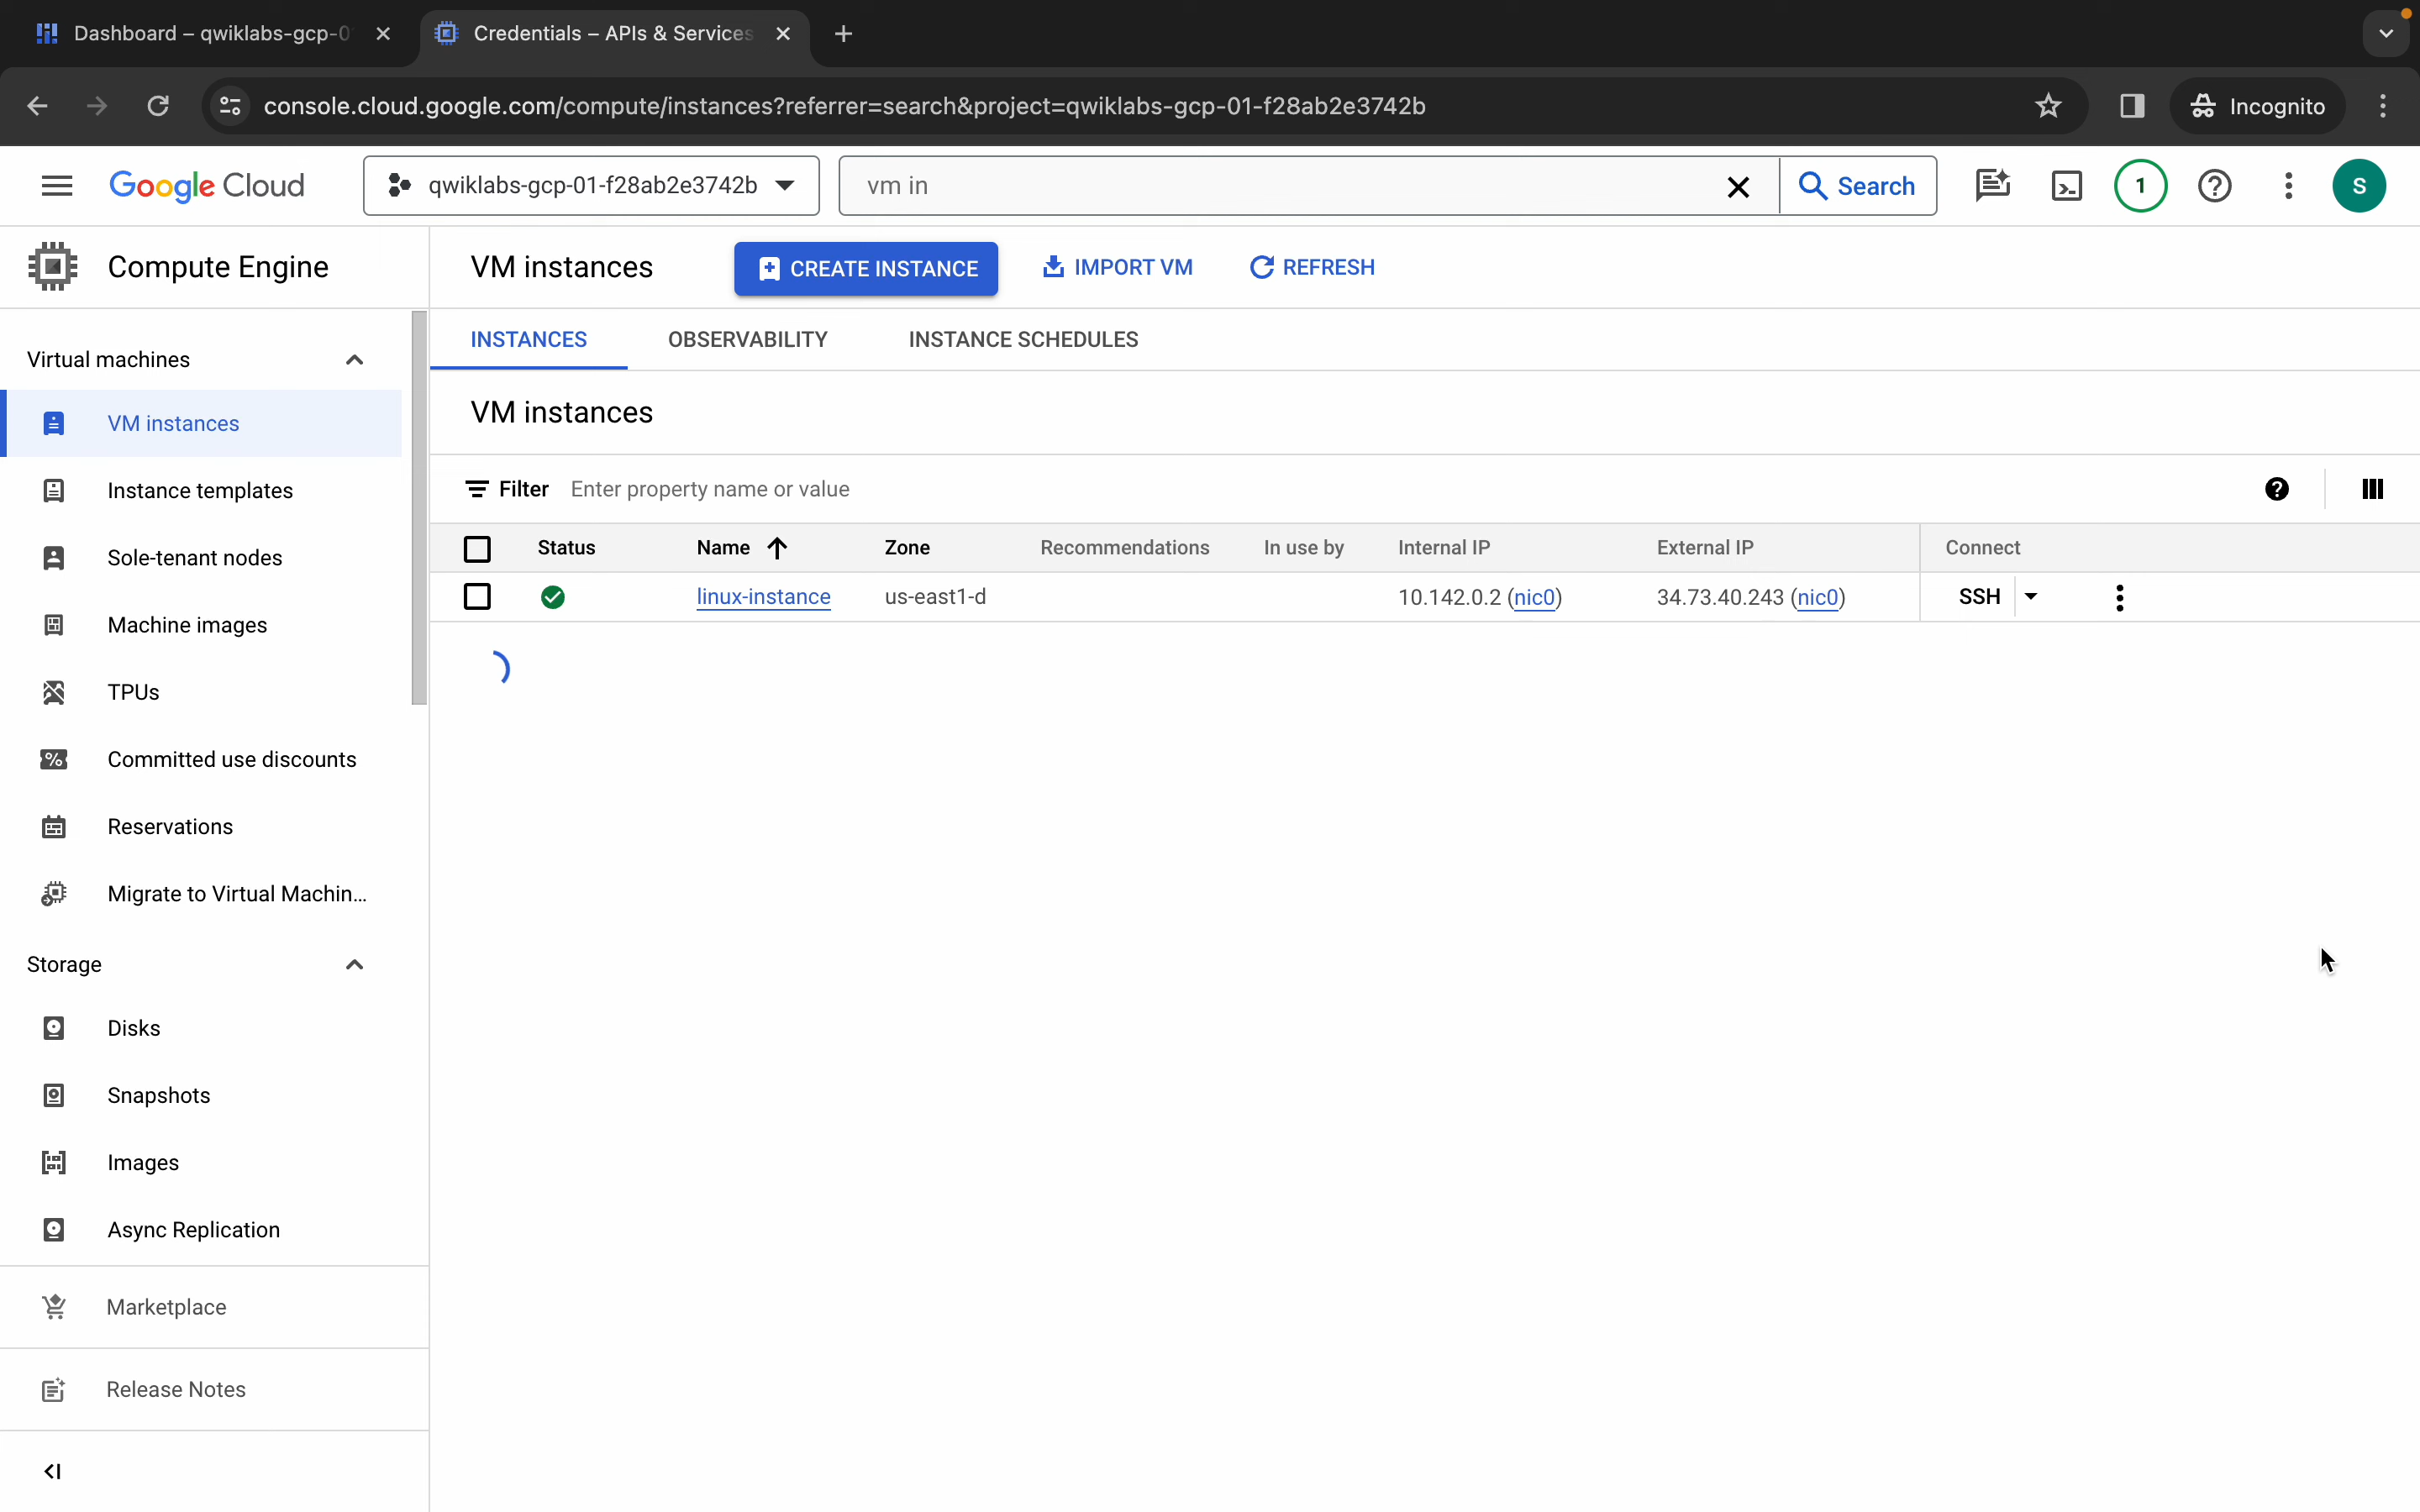 Dashboard – qwiklabs-gcp-0
Credentials – APIs & Services
console.cloud.google.com/compute/instances?referrer=search&project=qwiklabs-gcp-01-f28ab2e3742b
Incognito
Google Cloud
qwiklabs-gcp-01-f28ab2e3742b
vm in
Search
1
S
Compute Engine
VM instances
CREATE INSTANCE
IMPORT VM
REFRESH
Virtual machines
VM instances
Instance templates
Sole-tenant nodes
Machine images
TPUs
Committed use discounts
Reservations
Migrate to Virtual Machin...
Storage
Disks
Snapshots
Images
Async Replication
Marketplace
Release Notes
INSTANCES OBSERVABILITY INSTANCE SCHEDULES
VM instances
Filter Enter property name or value
Status Name Zone Recommendations In use by Internal IP External IP Connect
linux-instance us-east1-d 10.142.0.2 (nic0) 34.73.40.243 (nic0) SSH